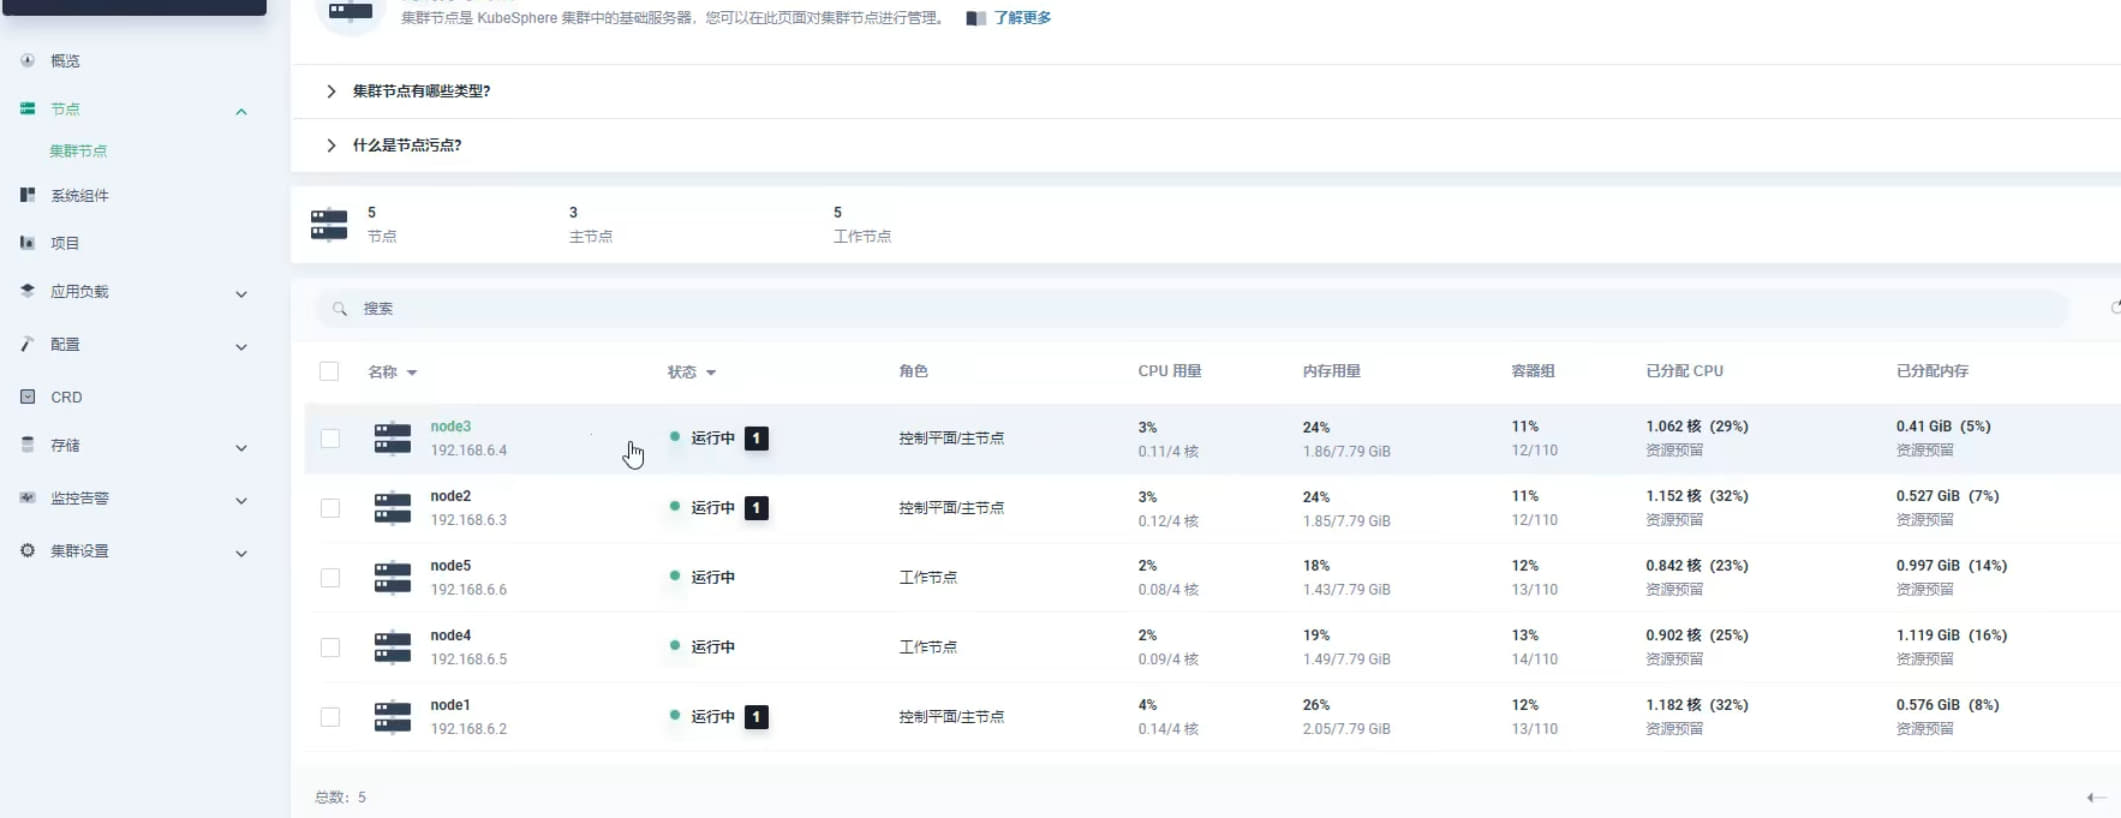 集群节点是 KubeSphere 集群中的基础服务器，您可以在此页面对集群节点进行管理。 了解更多
概览
集群节点有哪些类型?
节点
什么是节点污点?
集群节点
系统组件
5 3 5
节点 主节点 工作节点
项目
应用负载
搜索
配置
名称 状态 角色 CPU 用量 内存用量 容器组 已分配 CPU 已分配内存
CRD
存储
node3 运行中 1 控制平面/主节点 3% 24% 11% 1.062 核 (29%) 0.41 GiB (5%)
192.168.6.4 0.11/4 核 1.86/7.79 GiB 12/110 资源预留 资源预留
监控告警
node2 运行中 1 控制平面/主节点 3% 24% 11% 1.152 核 (32%) 0.527 GiB (7%)
192.168.6.3 0.12/4 核 1.85/7.79 GiB 12/110 资源预留 资源预留
集群设置
node5 运行中 工作节点 2% 18% 12% 0.842 核 (23%) 0.997 GiB (14%)
192.168.6.6 0.08/4 核 1.43/7.79 GiB 13/110 资源预留 资源预留
node4 运行中 工作节点 2% 19% 13% 0.902 核 (25%) 1.119 GiB (16%)
192.168.6.5 0.09/4 核 1.49/7.79 GiB 14/110 资源预留 资源预留
node1 运行中 1 控制平面/主节点 4% 26% 12% 1.182 核 (32%) 0.576 GiB (8%)
192.168.6.2 0.14/4 核 2.05/7.79 GiB 13/110 资源预留 资源预留
总数: 5